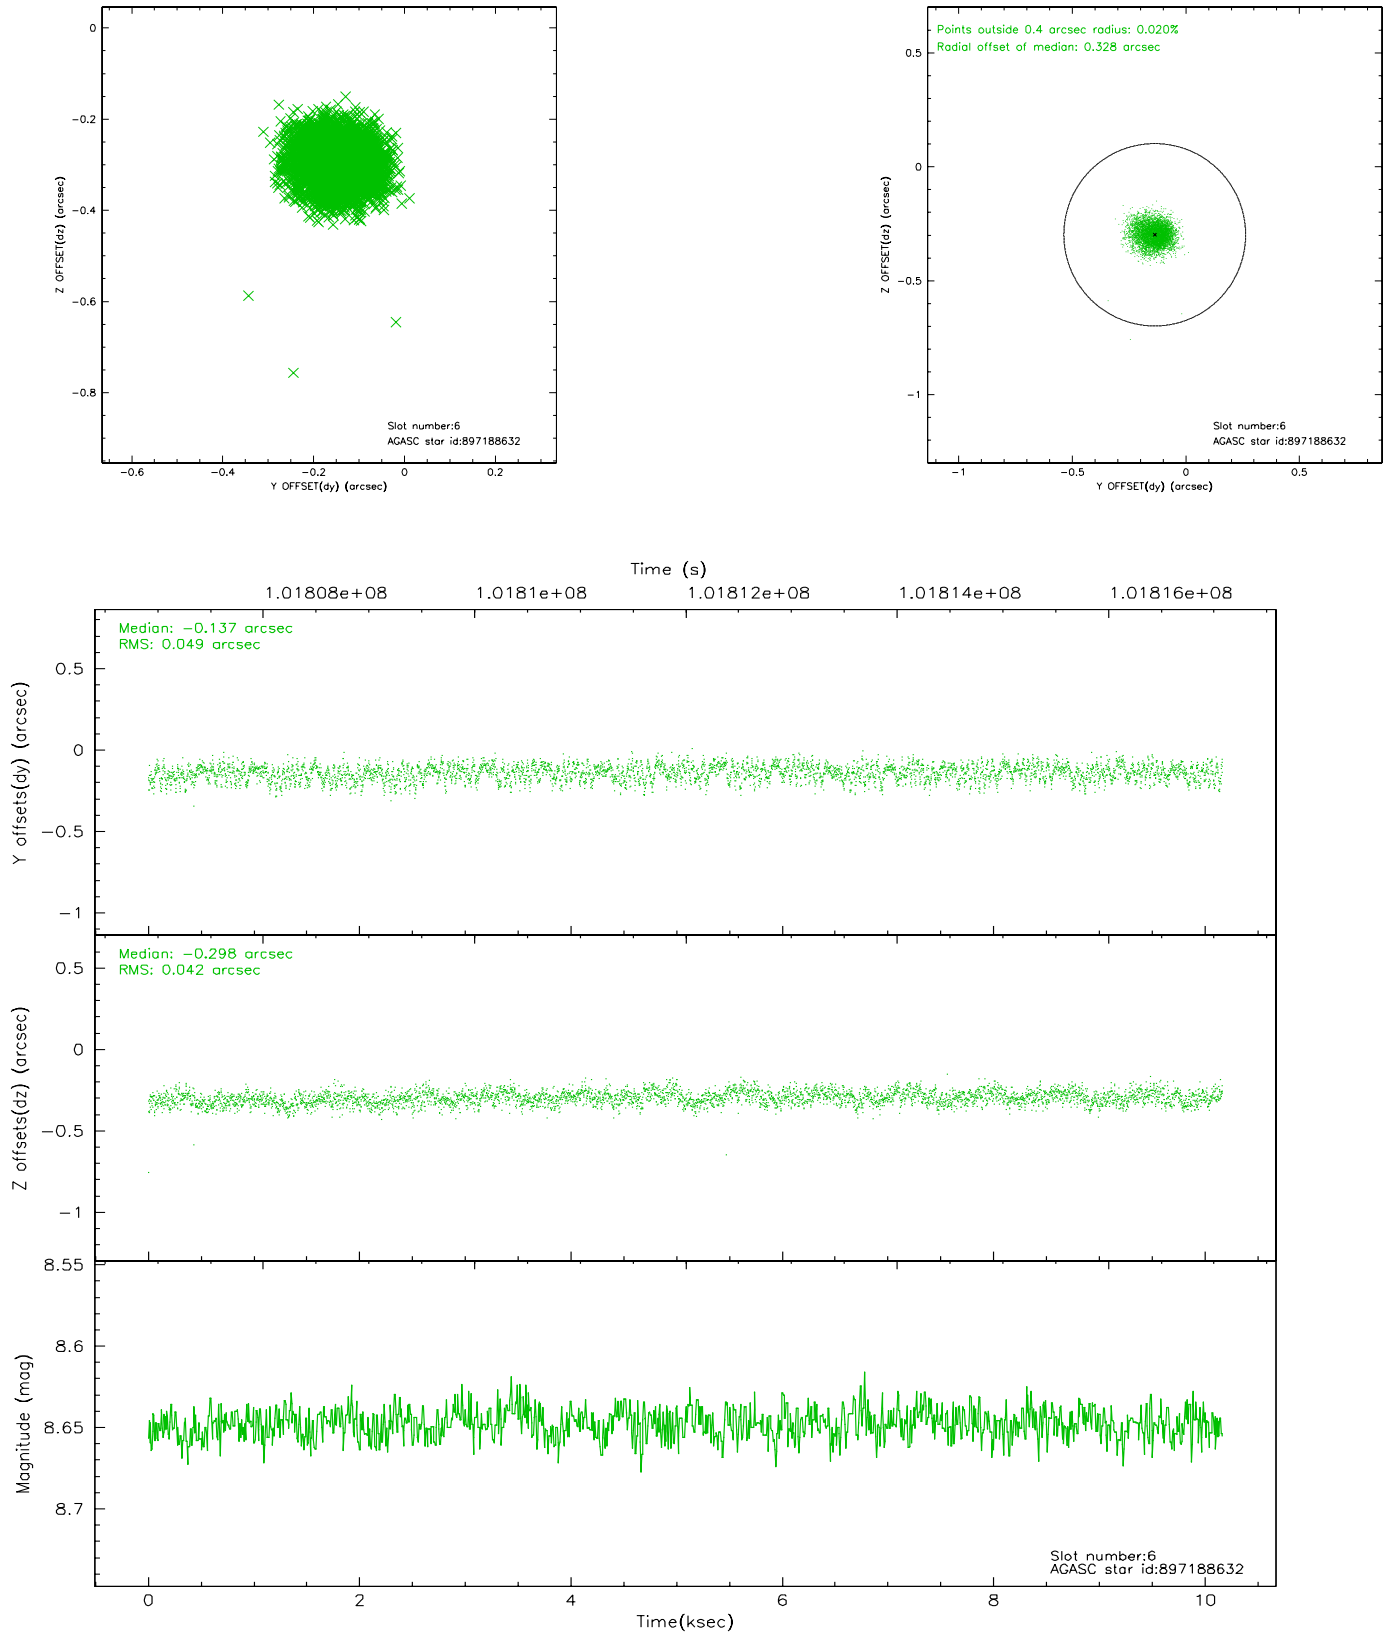 0
-0.2
-0.4
-0.6
-0.8
Z OFFSET(dz) (arcsec)
Slot number:6
AGASC star id:897188632
-0.6 -0.4 -0.2 0 0.2
Y OFFSET(dy) (arcsec)
Points outside 0.4 arcsec radius: 0.020%
Radial offset of median: 0.328 arcsec
0.5
0
-0.5
-1
Z OFFSET(dz) (arcsec)
Slot number:6
AGASC star id:897188632
-1 -0.5 0 0.5
Y OFFSET(dy) (arcsec)
Time (s)
1.01808e+08 1.0181e+08 1.01812e+08 1.01814e+08 1.01816e+08
Median: -0.137 arcsec
RMS: 0.049 arcsec
0.5
0
-0.5
-1
Y offsets(dy) (arcsec)
Median: -0.298 arcsec
RMS: 0.042 arcsec
0.5
0
-0.5
-1
Z offsets(dz) (arcsec)
8.55
8.6
8.65
8.7
Magnitude (mag)
Slot number:6
AGASC star id:897188632
0 2 4 6 8 10
Time(ksec)